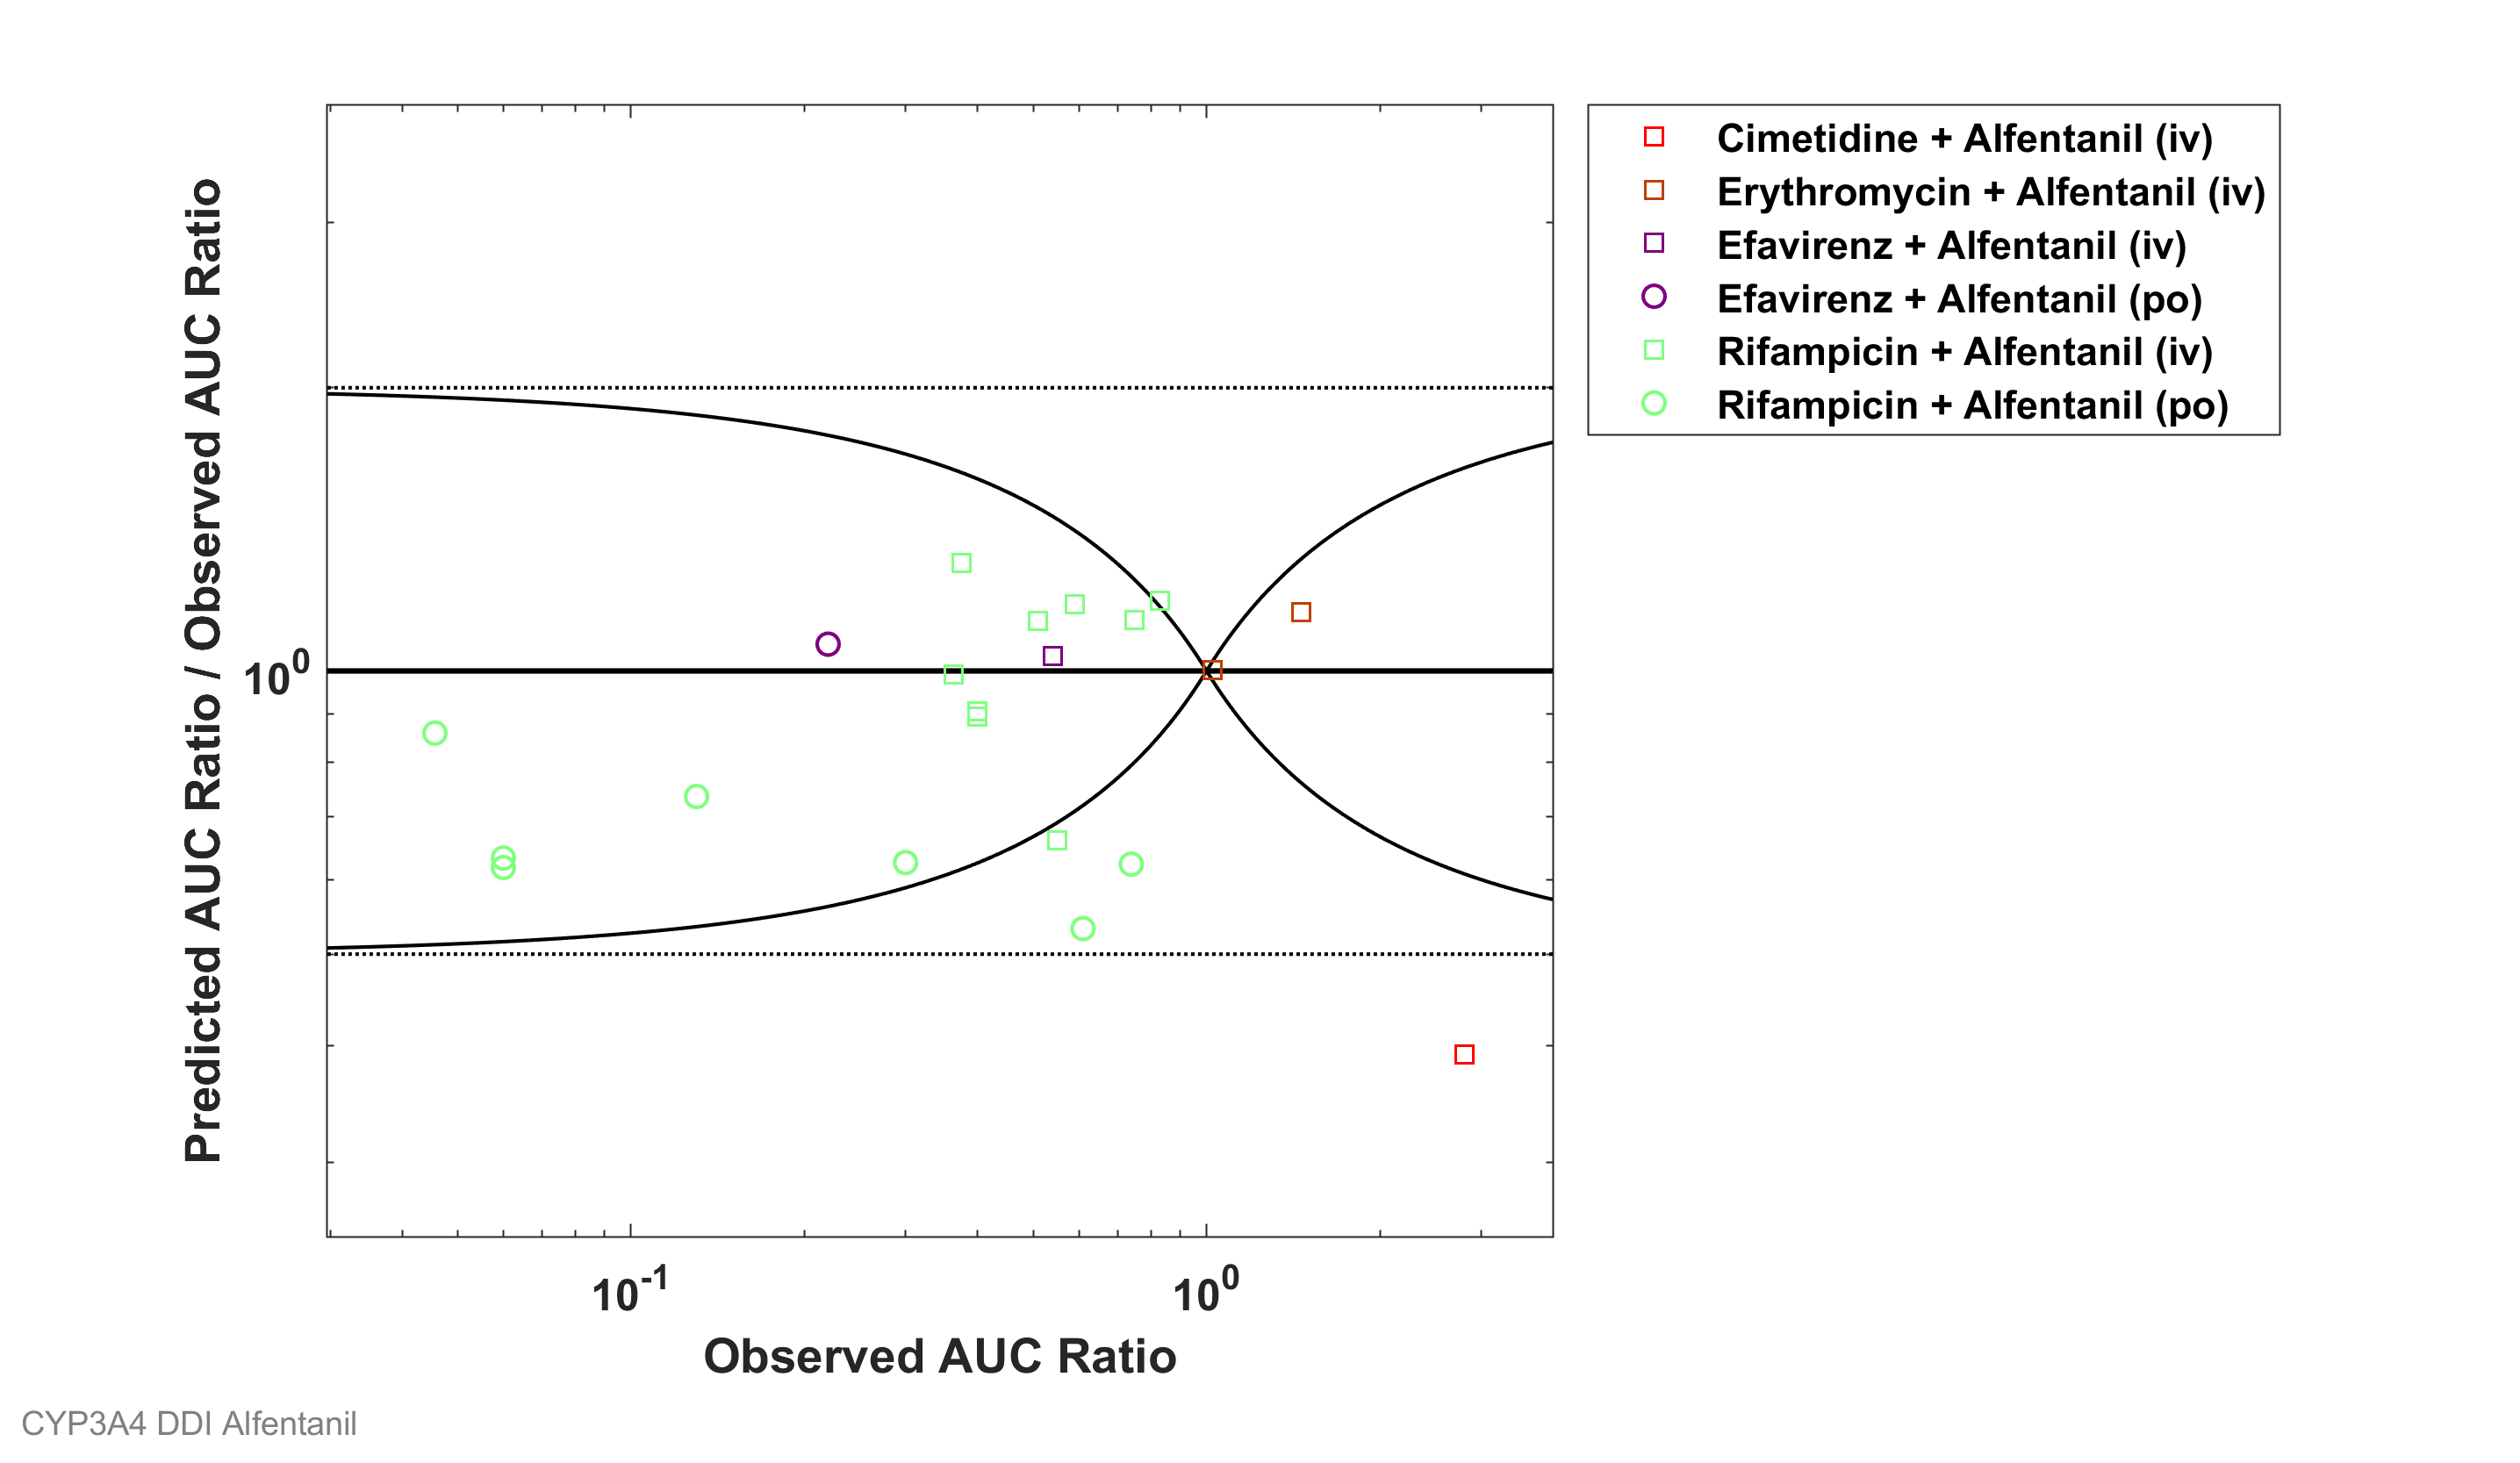 Predicted AUC Ratio / Observed AUC Ratio
10^0
10^-1
10^0
Observed AUC Ratio
Cimetidine + Alfentanil (iv)
Erythromycin + Alfentanil (iv)
Efavirenz + Alfentanil (iv)
Efavirenz + Alfentanil (po)
Rifampicin + Alfentanil (iv)
Rifampicin + Alfentanil (po)
CYP3A4 DDI Alfentanil